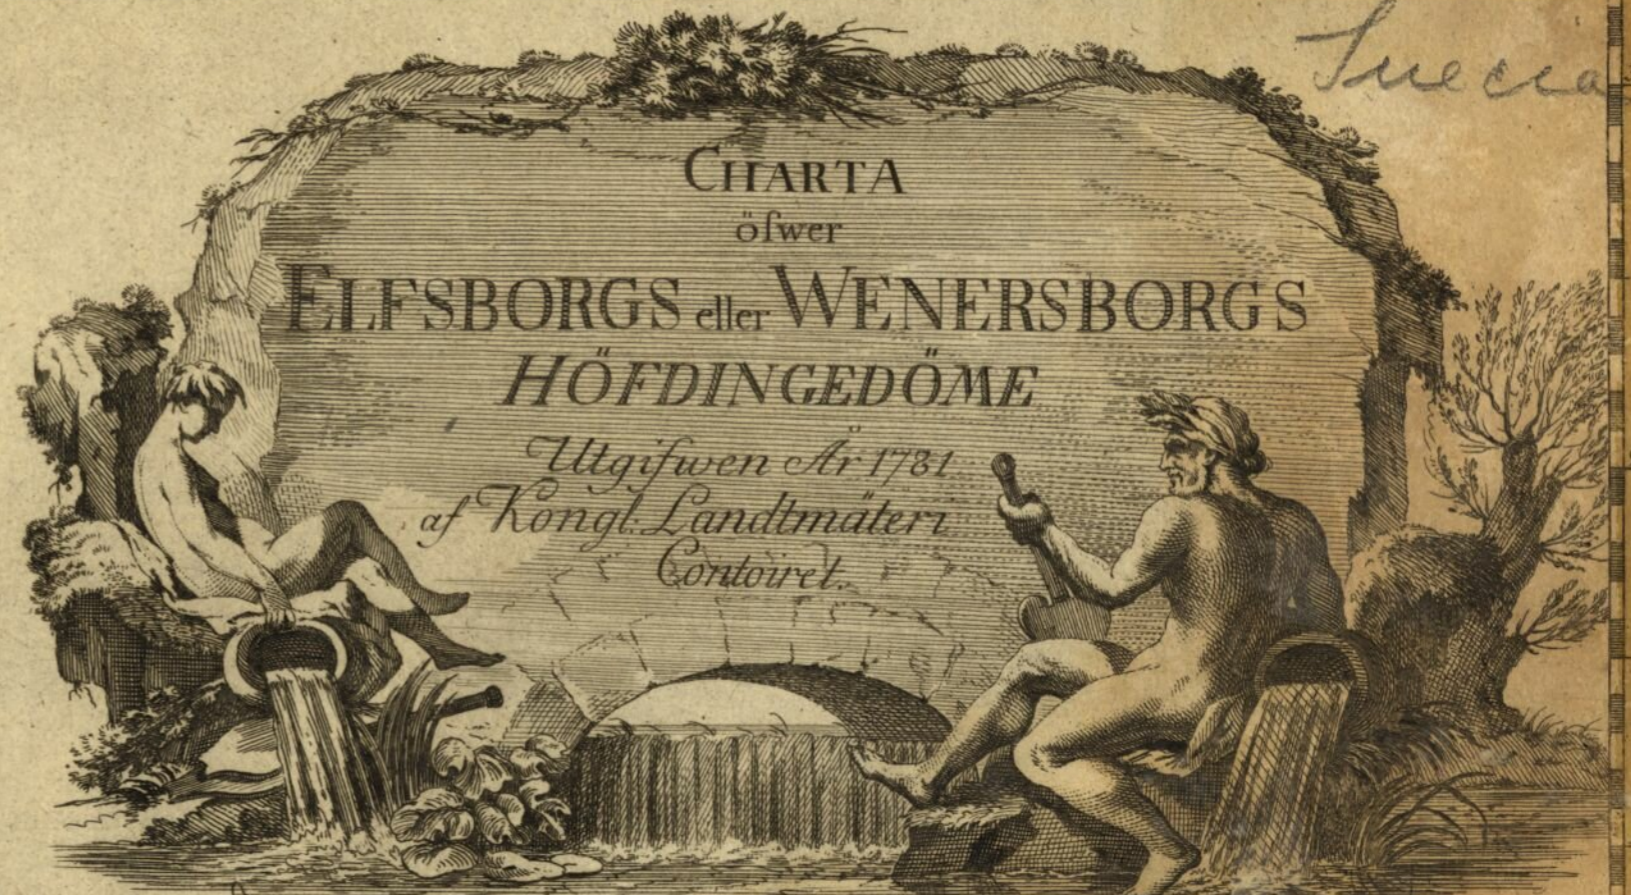 Suecia
CHARTA
öfwer
ELFSBORGS eller WENERSBORGS
HÖFDINGEDÖME
Utgifwen År 1781
af Kongl: Landtmäteri
Contoiret.